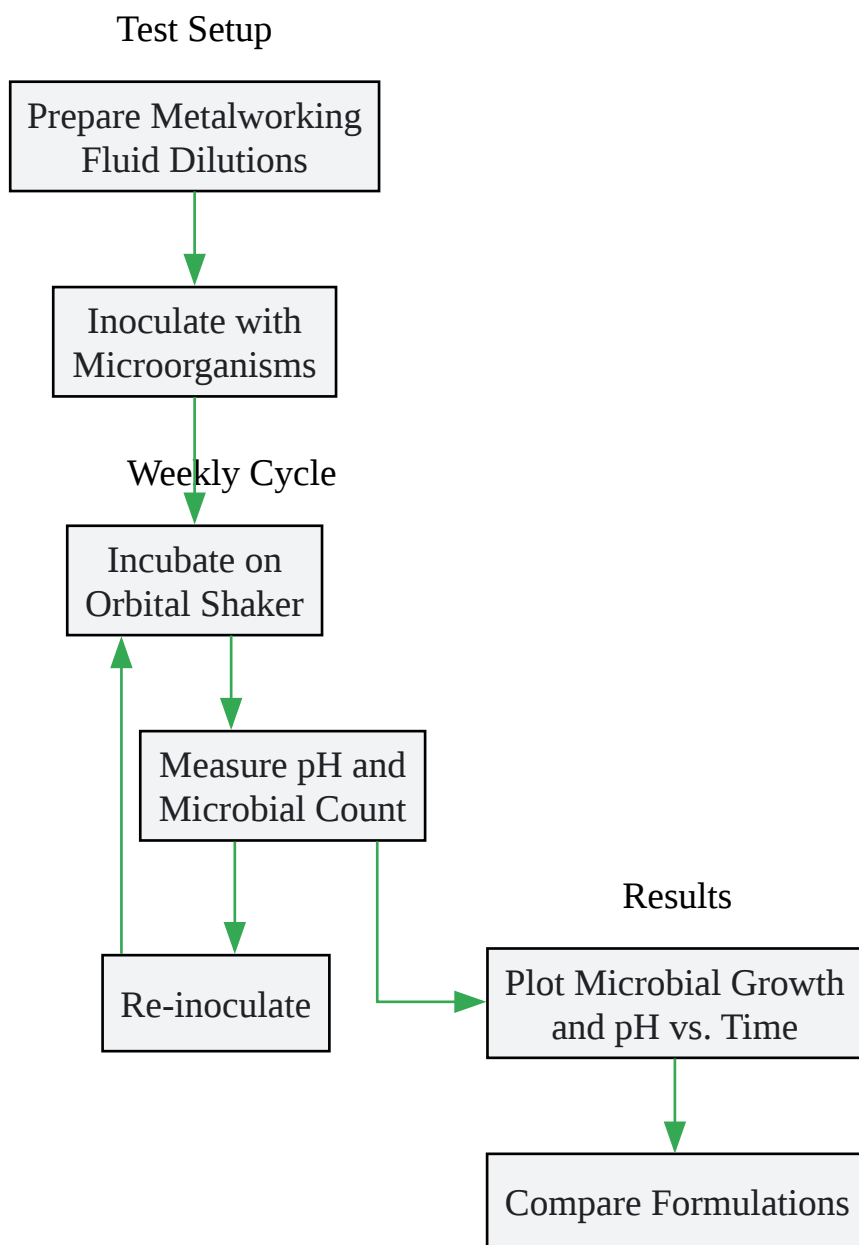 Test Setup
Prepare Metalworking
Fluid Dilutions
Inoculate with
Microorganisms
Weekly Cycle
Incubate on
Orbital Shaker
Measure pH and
Microbial Count
Re-inoculate
Results
Plot Microbial Growth
and pH vs. Time
Compare Formulations